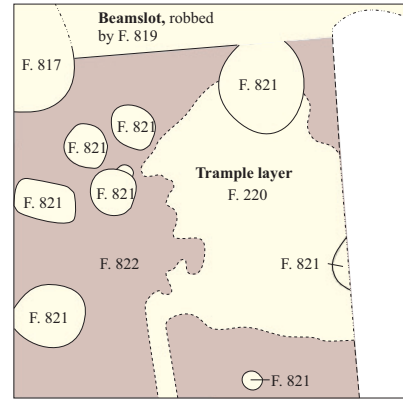 Beamslot, robbed
by F. 819
F. 817
F. 821
F. 821
F. 821
F. 821
F. 821
Trample layer
F. 220
F. 822
F. 821
F. 821
F. 821